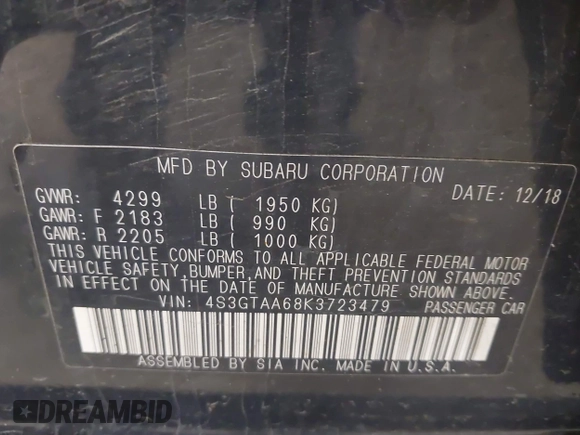 MFD BY SUBARU CORPORATION
GVWR: 4299 LB ( 1950 KG) DATE: 12/18
GAWR: F 2183 LB ( 990 KG)
GAWR: R 2205 LB ( 1000 KG)
THIS VEHICLE CONFORMS TO ALL APPLICABLE FEDERAL MOTOR
VEHICLE SAFETY, BUMPER, AND THEFT PREVENTION STANDARDS
IN EFFECT ON THE DATE OF MANUFACTURE SHOWN ABOVE.
VIN: 4S3GTAA68K3723479 PASSENGER CAR
ASSEMBLED BY SIA INC. MADE IN U.S.A.
DREAMBID